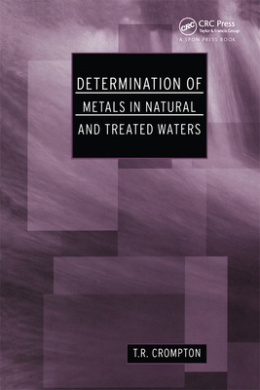 CRC Press
Taylor & Francis Group
A SPON PRESS BOOK
DETERMINATION OF
METALS IN NATURAL
AND TREATED WATERS
T.R. CROMPTON